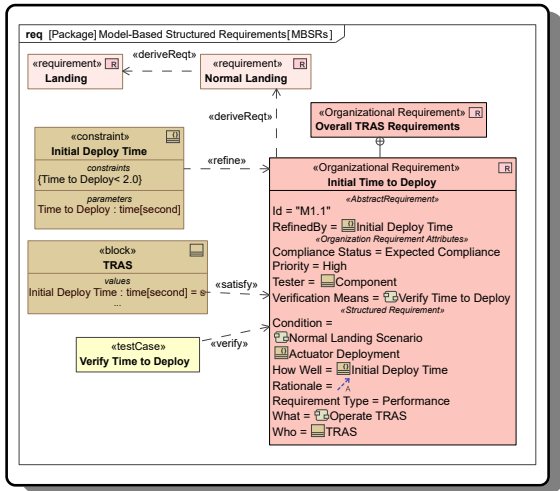 req [Package] Model-Based Structured Requirements[MBSRs]
«requirement» R
Landing
«deriveReqt»
«requirement» R
Normal Landing
«deriveReqt»
«Organizational Requirement» R
Overall TRAS Requirements
«constraint» {}
Initial Deploy Time
constraints
{Time to Deploy< 2.0}
parameters
Time to Deploy : time[second]
«refine»
«block»
TRAS
values
Initial Deploy Time : time[second] = s
...
«satisfy»
«testCase»
Verify Time to Deploy
«verify»
«Organizational Requirement» R
Initial Time to Deploy
«AbstractRequirement»
Id = "M1.1"
RefinedBy = {} Initial Deploy Time
«Organization Requirement Attributes»
Compliance Status = Expected Compliance
Priority = High
Tester = Component
Verification Means = Verify Time to Deploy
«Structured Requirement»
Condition =
Normal Landing Scenario
{} Actuator Deployment
How Well = {} Initial Deploy Time
Rationale = A
Requirement Type = Performance
What = Operate TRAS
Who = TRAS